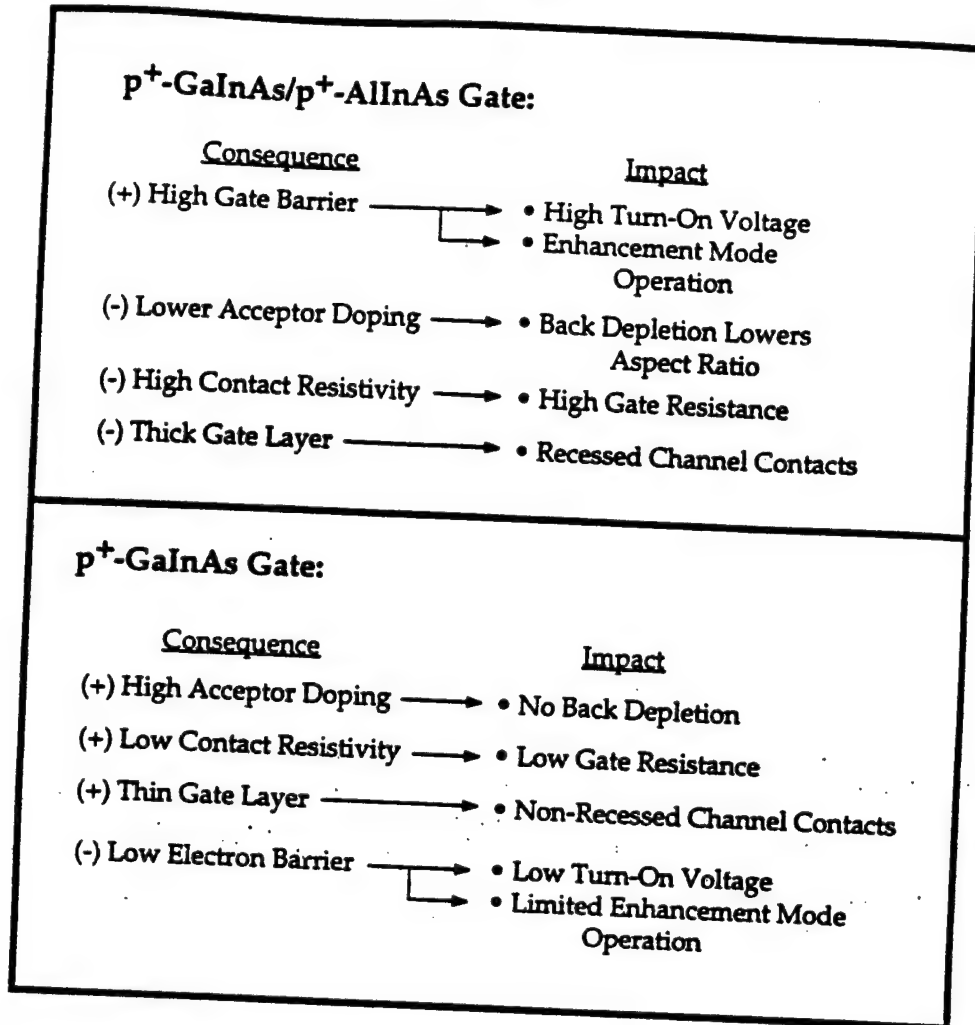 p+-GaInAs/p+-AlInAs Gate:
Consequence Impact
(+) High Gate Barrier • High Turn-On Voltage
• Enhancement Mode
Operation
(-) Lower Acceptor Doping • Back Depletion Lowers
Aspect Ratio
(-) High Contact Resistivity • High Gate Resistance
(-) Thick Gate Layer • Recessed Channel Contacts
p+-GaInAs Gate:
Consequence Impact
(+) High Acceptor Doping • No Back Depletion
(+) Low Contact Resistivity • Low Gate Resistance
(+) Thin Gate Layer • Non-Recessed Channel Contacts
(-) Low Electron Barrier • Low Turn-On Voltage
• Limited Enhancement Mode
Operation